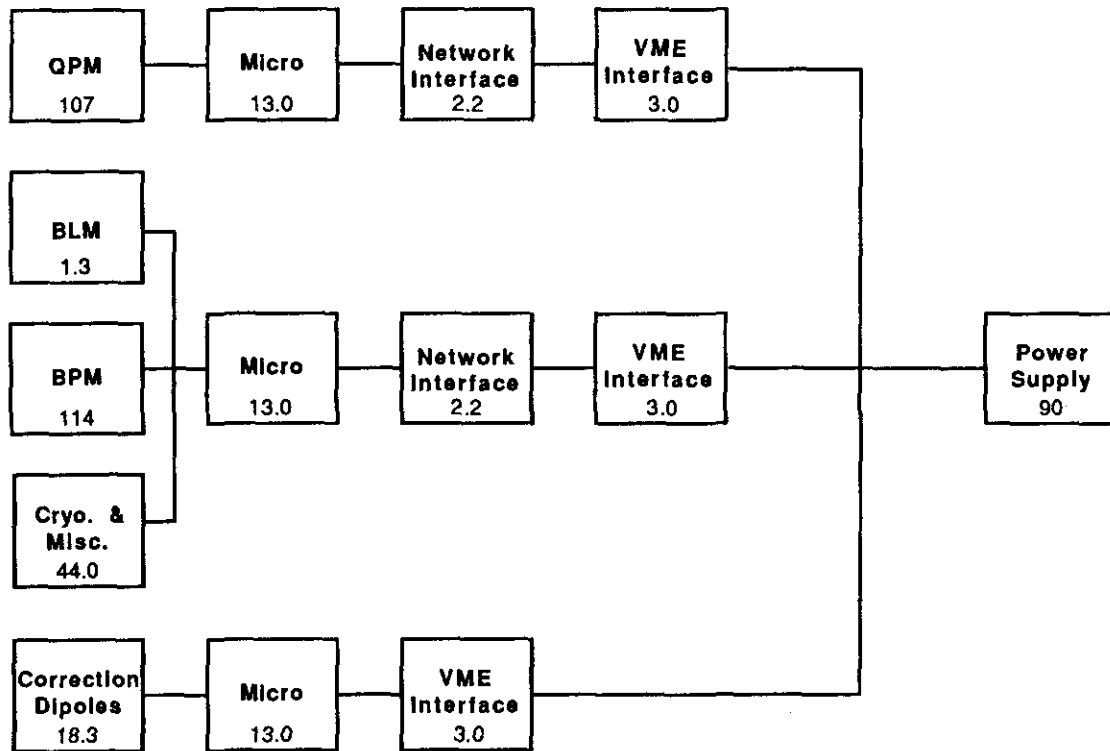 QPM
107
Micro
13.0
Network
Interface
2.2
VME
Interface
3.0
BLM
1.3
BPM
114
Micro
13.0
Network
Interface
2.2
VME
Interface
3.0
Power
Supply
90
Cryo. &
Misc.
44.0
Correction
Dipoles
18.3
Micro
13.0
VME
Interface
3.0